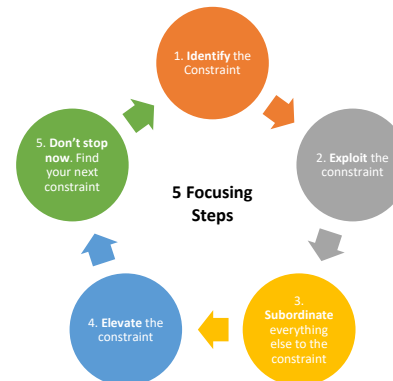 1. Identify the
Constraint
2. Exploit the
connstraint
3.
Subordinate
everything
else to the
constraint
4. Elevate the
constraint
5. Don't stop
now. Find
your next
constraint
5 Focusing
Steps